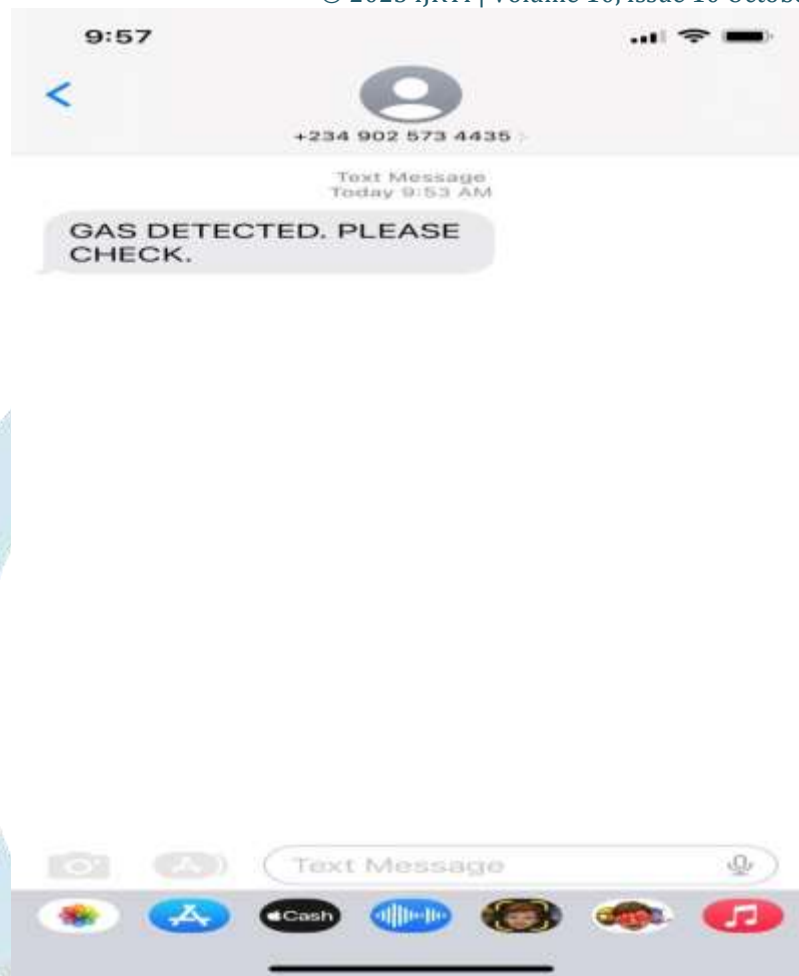 9:57
+234 902 573 4435
Text Message
Today 9:53 AM
GAS DETECTED. PLEASE
CHECK.
Text Message
Cash